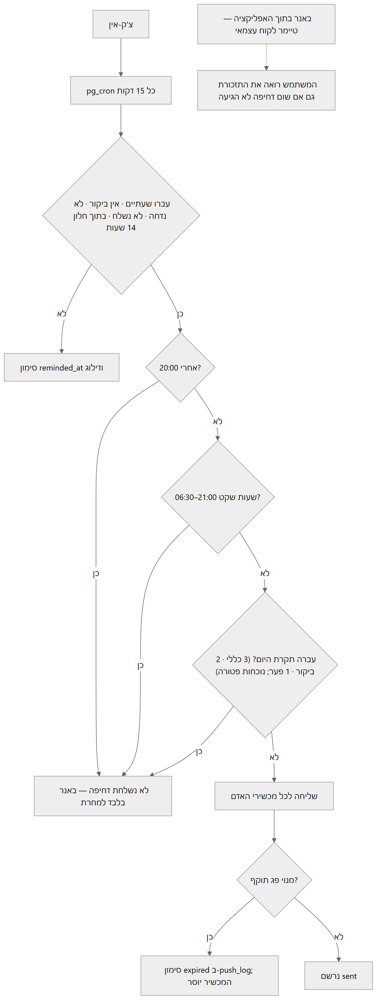 צ'ק-אין
באנר בתוך האפליקציה —
טיימר לקוח עצמאי
pg_cron כל 15 דקות
המשתמש רואה את התזכורת
גם אם שום דחיפה לא הגיעה
עברו שעתיים · אין ביקור · לא
נדחה · לא נשלח · בתוך חלון
14 שעות
לא
כן
סימון reminded_at ודילוג
אחרי 20:00?
לא
שעות שקט 21:00–06:30?
כן
לא
עברה תקרת היום? (3 כללי · 2
ביקור · 1 פער; נוכחות פטורה)
כן
כן
לא
לא נשלחת דחיפה — באנר
בלבד למחרת
שליחה לכל מכשירי האדם
מנוי פג תוקף?
כן
לא
סימון expired ב-push_log;
המכשיר יוסר
נרשם sent